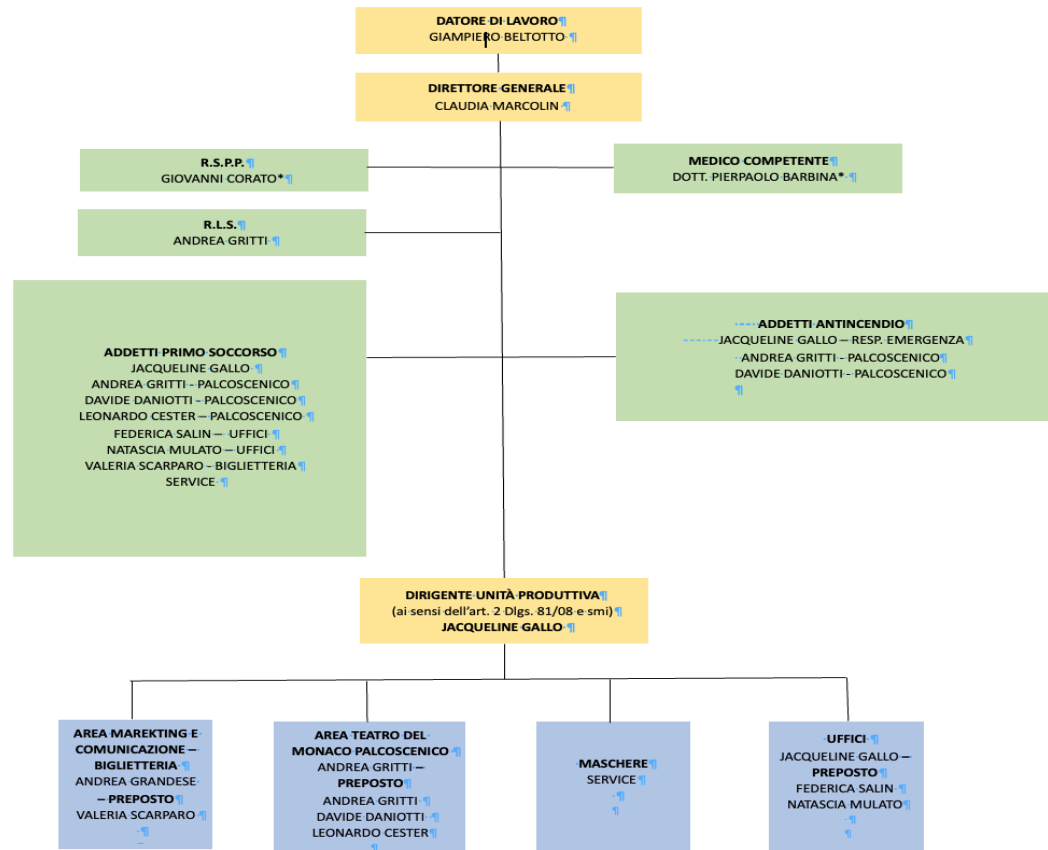 DATORE DI LAVORO¶
GIAMPIERO BELTOTTO ¶
DIRETTORE GENERALE¶
CLAUDIA MARCOLIN ¶
R.S.P.P.¶
GIOVANNI CORATO*¶
MEDICO COMPETENTE¶
DOTT. PIERPAOLO BARBINA* ¶
R.L.S.¶
ANDREA GRITTI ¶
ADDETTI PRIMO SOCCORSO¶
JACQUELINE GALLO¶
ANDREA GRITTI - PALCOSCENICO¶
DAVIDE DANIOTTI - PALCOSCENICO¶
LEONARDO CESTER – PALCOSCENICO¶
FEDERICA SALIN – UFFICI ¶
NATASCIA MULATO – UFFICI ¶
VALERIA SCARPARO - BIGLIETTERIA¶
SERVICE ¶
ADDETTI ANTINCENDIO¶
JACQUELINE GALLO – RESP. EMERGENZA¶
ANDREA GRITTI - PALCOSCENICO¶
DAVIDE DANIOTTI - PALCOSCENICO¶
¶
DIRIGENTE UNITÀ PRODUTTIVA¶
(ai sensi dell'art. 2 Dlgs. 81/08 e smi)¶
JACQUELINE GALLO ¶
AREA MAREKTING E
COMUNICAZIONE –
BIGLIETTERIA¶
ANDREA GRANDESE
– PREPOSTO¶
VALERIA SCARPARO ¶
¶
AREA TEATRO DEL
MONACO PALCOSCENICO¶
ANDREA GRITTI –
PREPOSTO¶
ANDREA GRITTI¶
DAVIDE DANIOTTI ¶
LEONARDO CESTER¶
¶
MASCHERE¶
SERVICE ¶
¶
¶
UFFICI ¶
JACQUELINE GALLO –
PREPOSTO¶
FEDERICA SALIN¶
NATASCIA MULATO¶
¶
¶